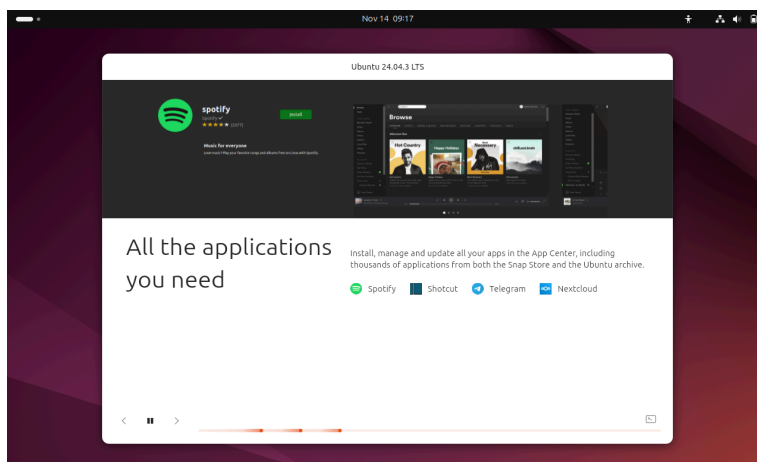 Nov 14 09:17
Ubuntu 24.04.3 LTS
spotify
Spotify
Install
Music for everyone
Browse
Hot Country
Happy Holidays
Necessary
All the applications
you need
Install, manage and update all your apps in the App Center, including
thousands of applications from both the Snap Store and the Ubuntu archive.
Spotify Shotcut Telegram Nextcloud